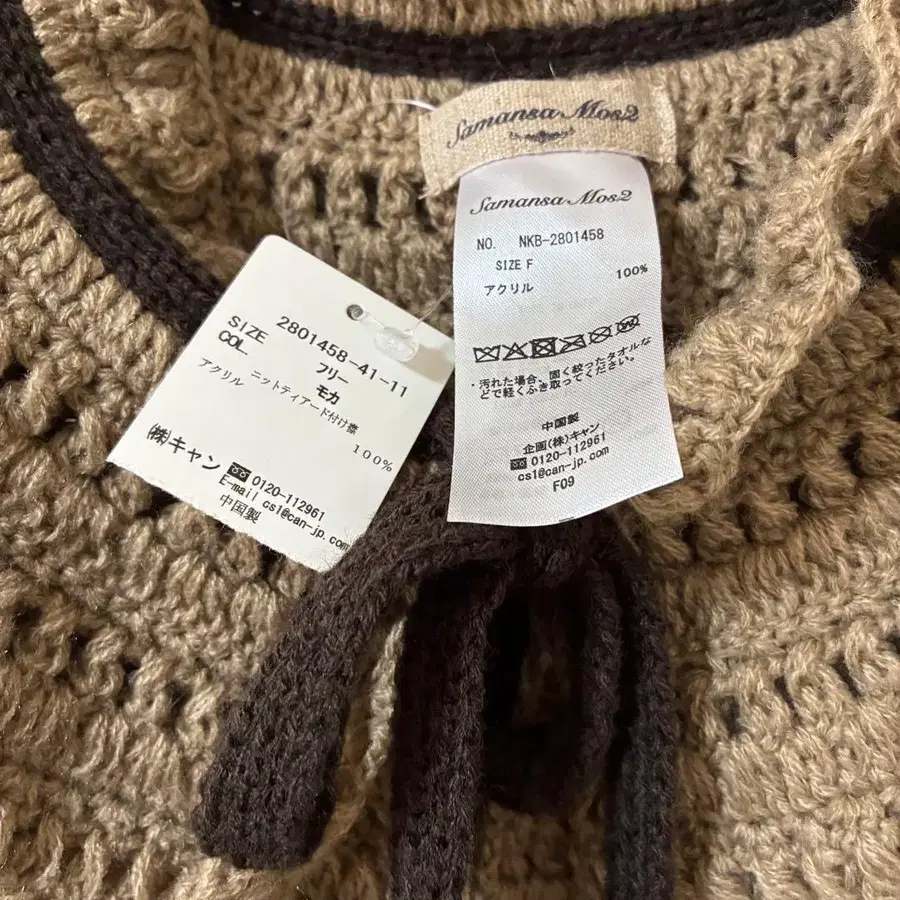 Samansa Mos2
Samansa Mos2
NO. NKB-2801458
SIZE F
アクリル 100%
・汚れた場合、固く絞ったタオルな
どで軽くふき取ってください。
中国製
企画(株)キャン
0120-112961
cs1@can-jp.com
F09
2801458-41-11
SIZE フリー
COL. モカ
ニットティアード付け襟
アクリル 100%
(株)キャン
0120-112961
E-mail cs1@can-jp.com
中国製